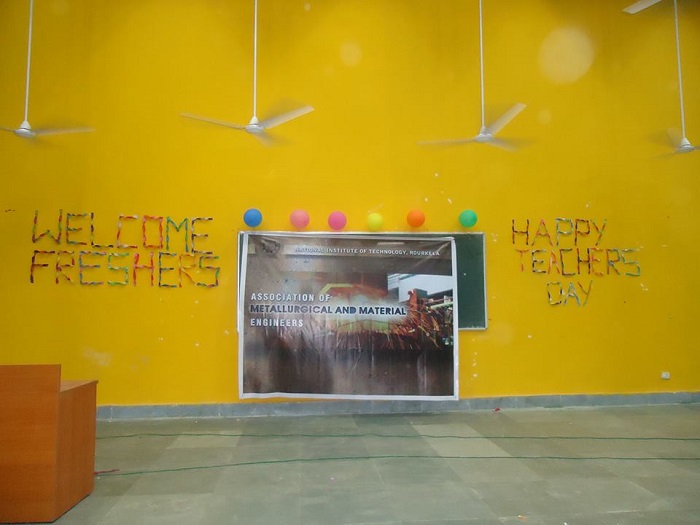 WELCOME
FRESHERS
NATIONAL INSTITUTE OF TECHNOLOGY, ROURKELA
ASSOCIATION OF
METALLURGICAL AND MATERIAL
ENGINEERS
HAPPY
TEACHERS
DAY